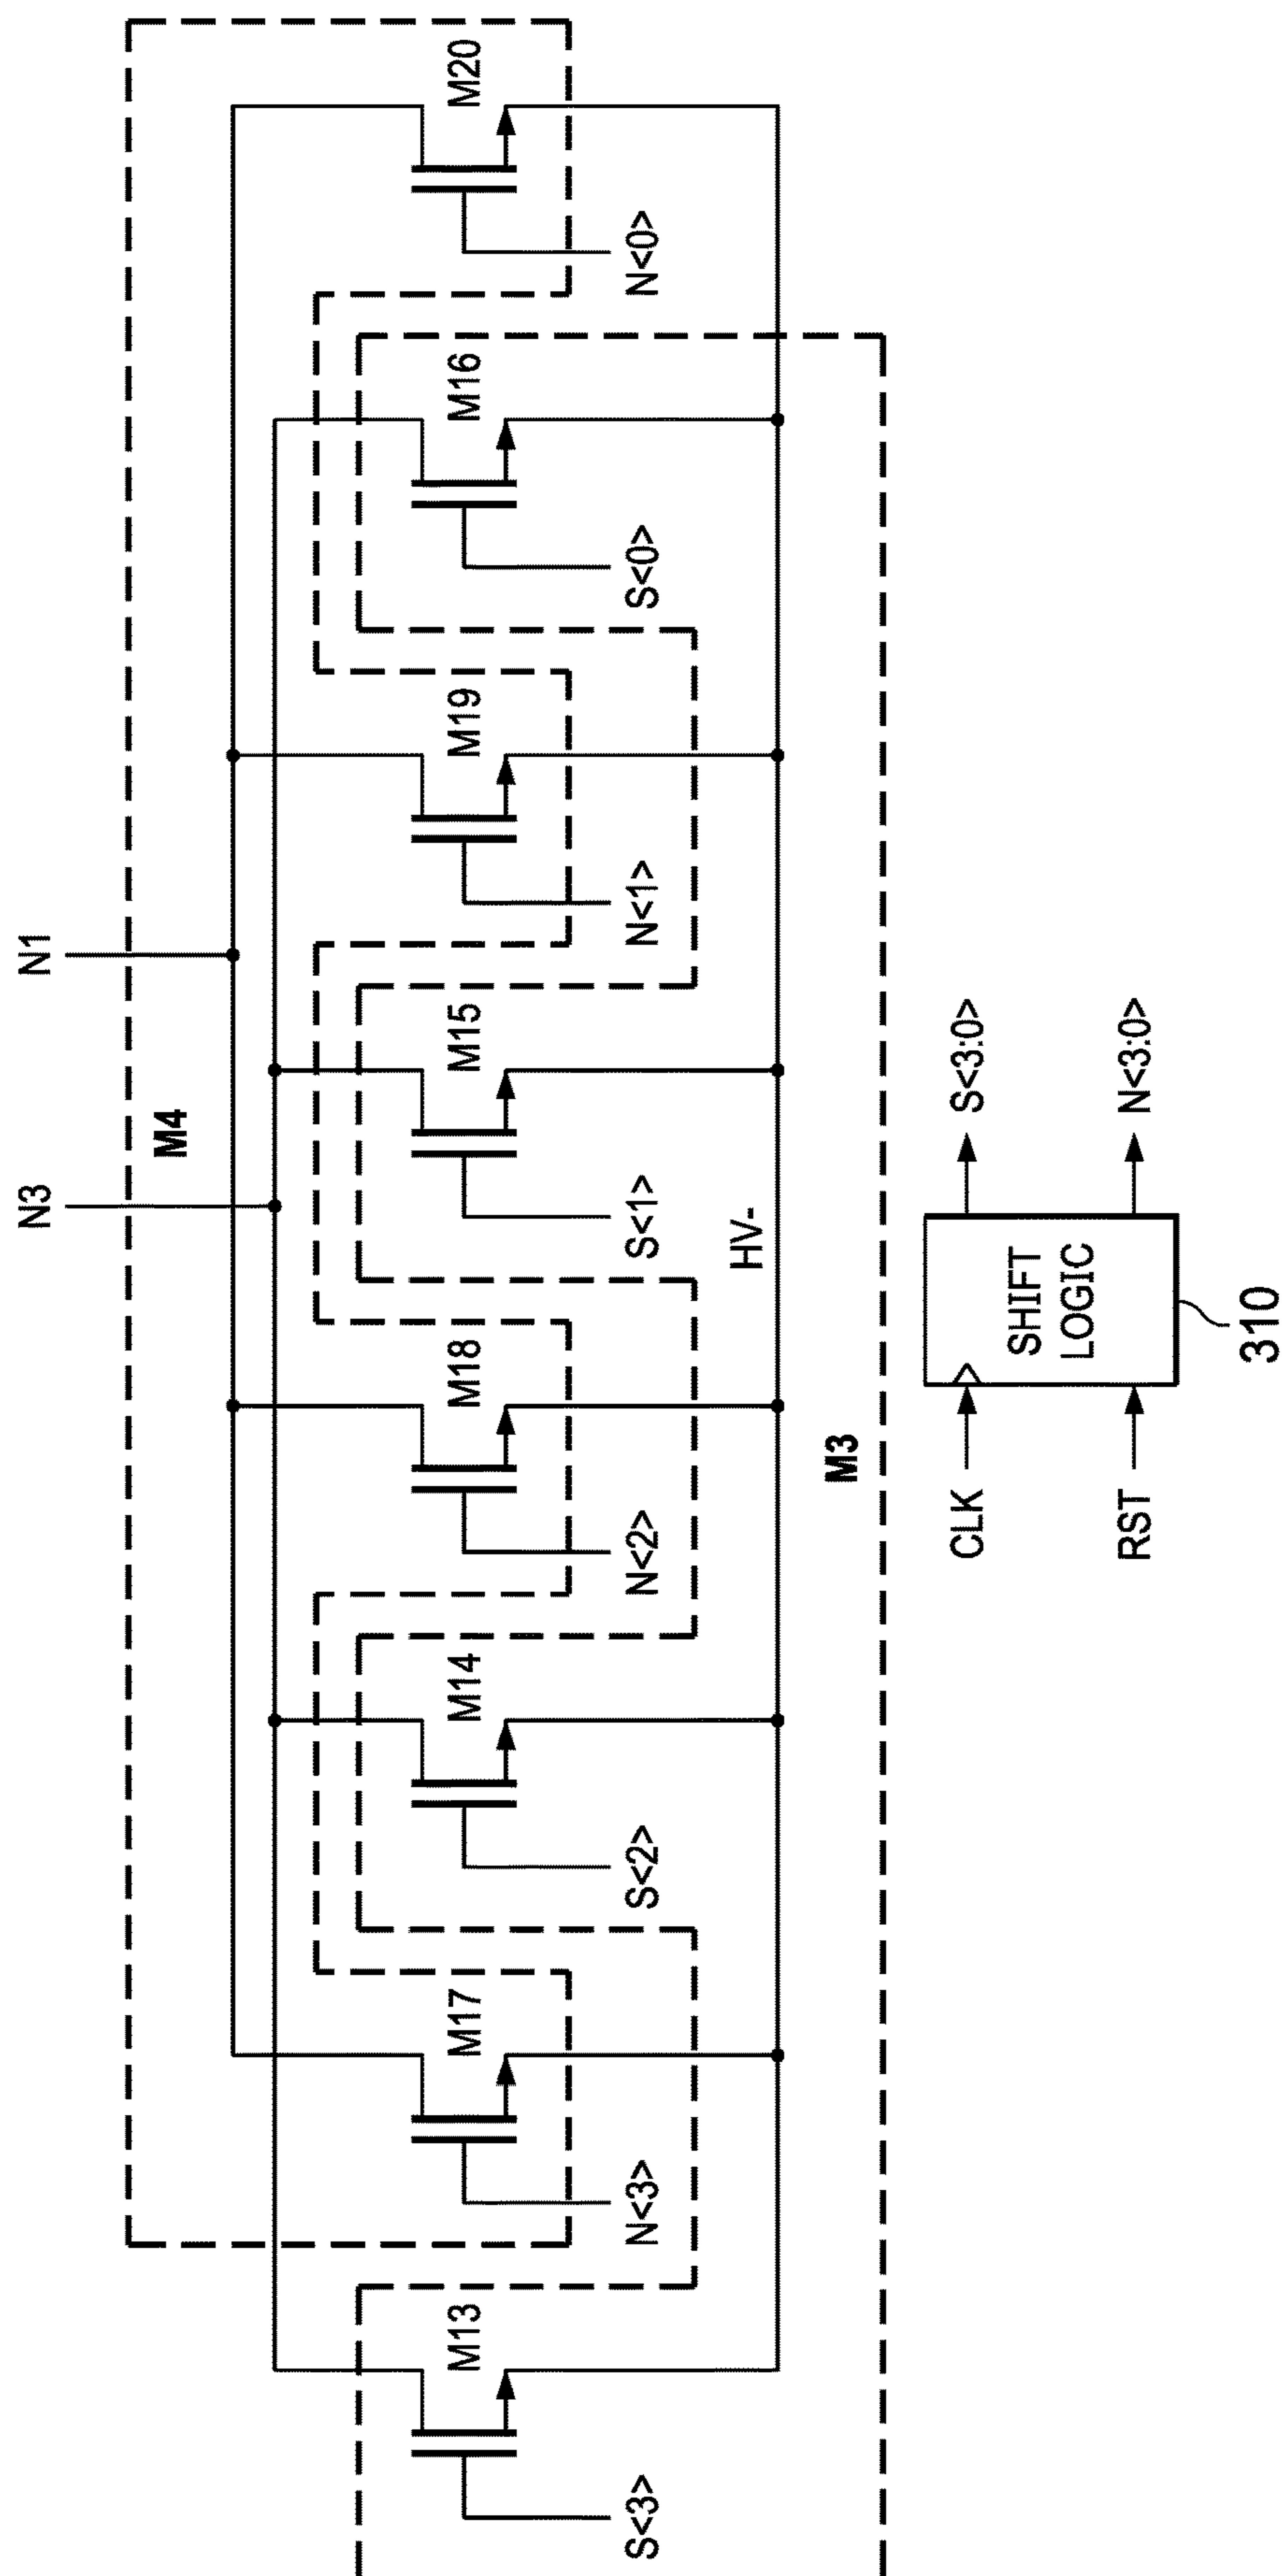 N3
N1
M4
M13
M17
M14
M18
M15
M19
M16
M20
S<3>
N<3>
S<2>
N<2>
S<1>
N<1>
S<0>
N<0>
HV-
M3
CLK
RST
SHIFT
LOGIC
S<3:0>
N<3:0>
310